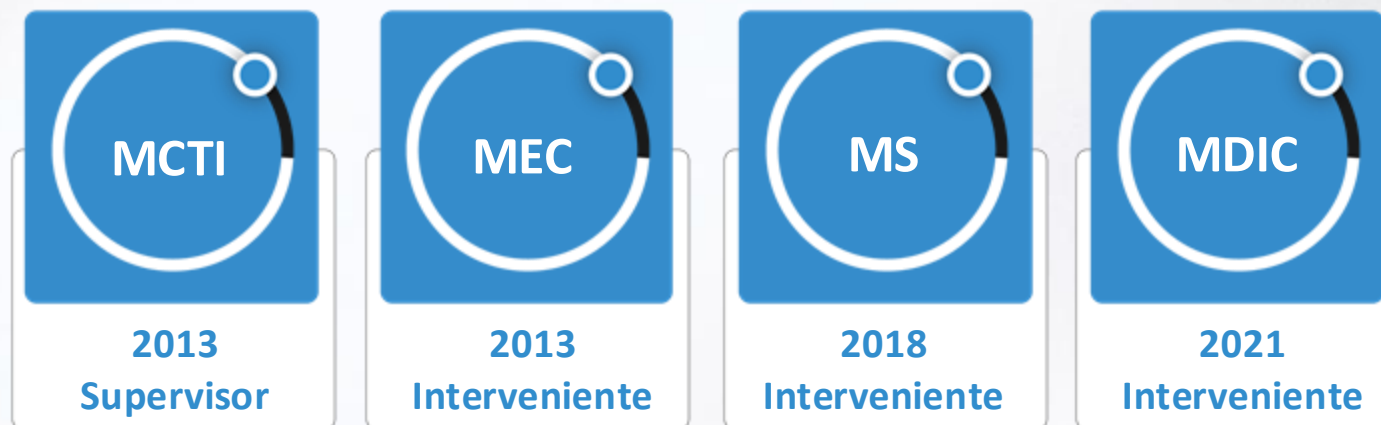 MCTI
2013
Supervisor
MEC
2013
Interveniente
MS
2018
Interveniente
MDIC
2021
Interveniente